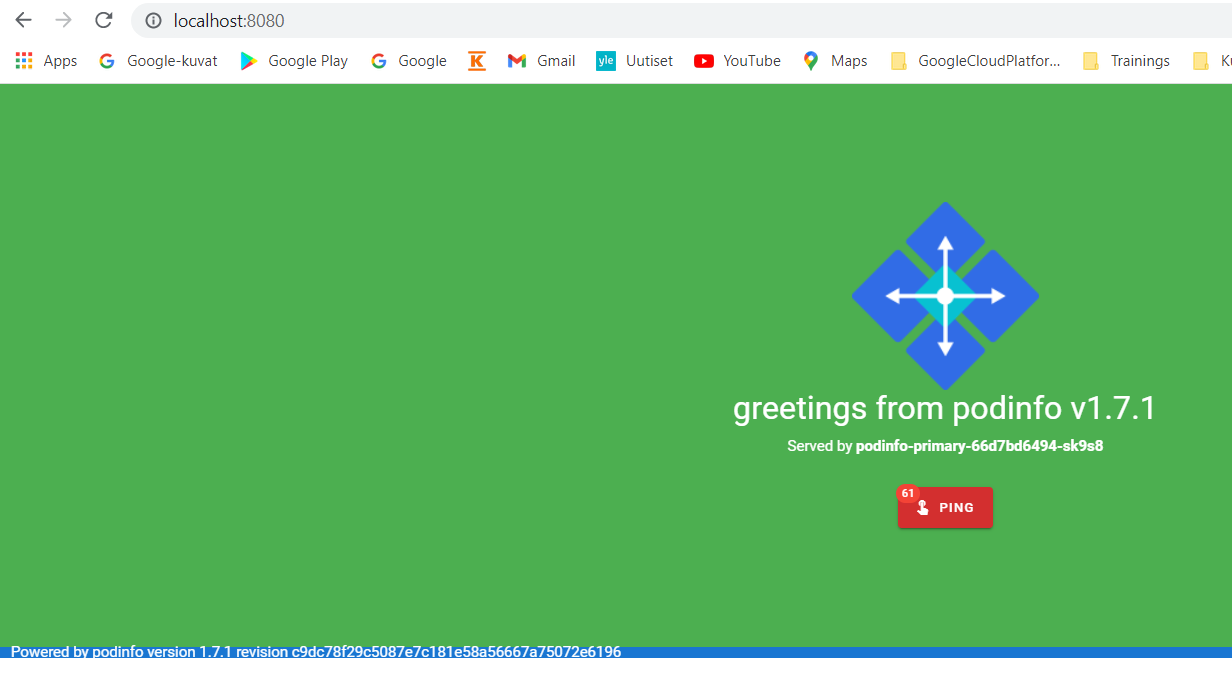 localhost:8080
Apps Google-kuvat Google Play Google K Gmail yle Uutiset YouTube Maps GoogleCloudPlatfor... Trainings
greetings from podinfo v1.7.1
Served by podinfo-primary-66d7bd6494-sk9s8
61
PING
Powered by podinfo version 1.7.1 revision c9dc78f29c5087e7c181e58a56667a75072e6196